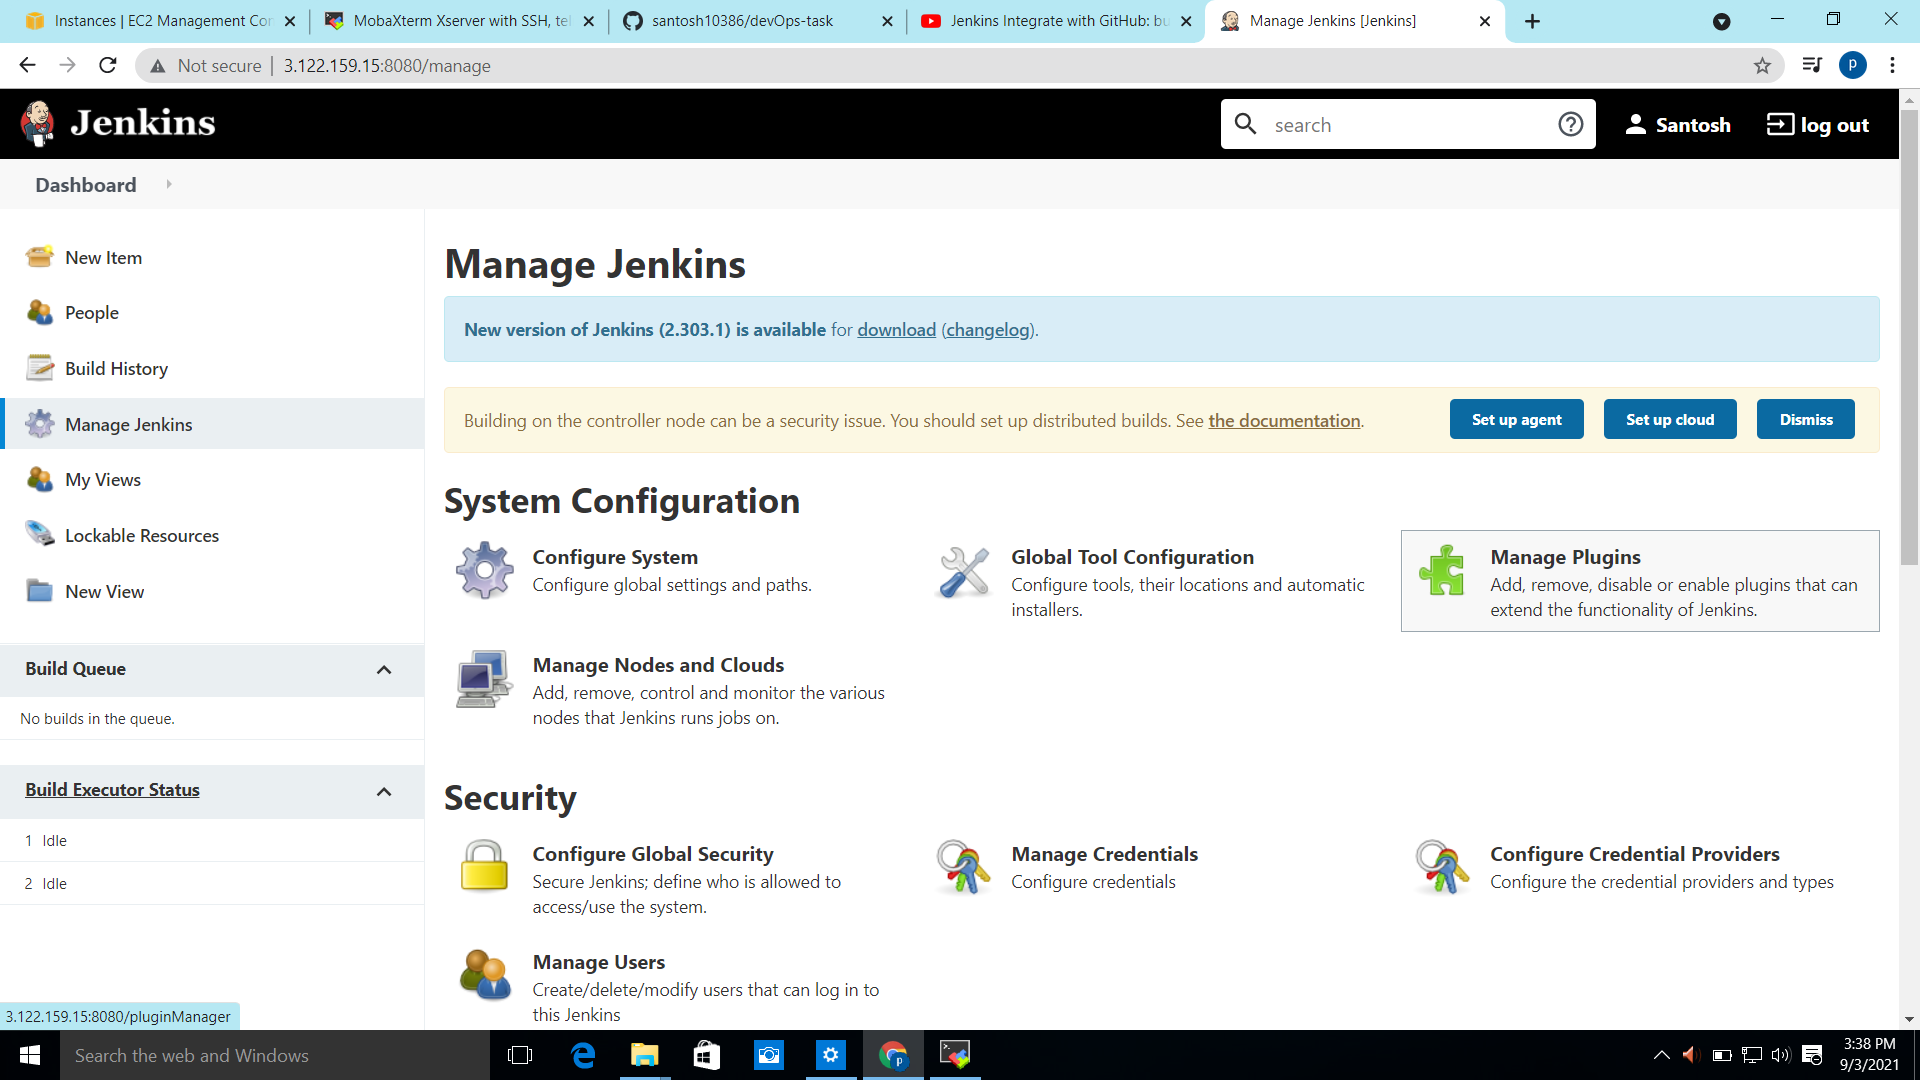 Instances | EC2 Management Con
MobaXterm Xserver with SSH, tel
santosh10386/devOps-task
Jenkins Integrate with GitHub: bu
Manage Jenkins [Jenkins]
Not secure | 3.122.159.15:8080/manage
p
Jenkins
search
Santosh
log out
Dashboard
New Item
People
Build History
Manage Jenkins
My Views
Lockable Resources
New View
Build Queue
No builds in the queue.
Build Executor Status
1 Idle
2 Idle
Manage Jenkins
New version of Jenkins (2.303.1) is available for download (changelog).
Building on the controller node can be a security issue. You should set up distributed builds. See the documentation.
Set up agent
Set up cloud
Dismiss
System Configuration
Configure System
Configure global settings and paths.
Global Tool Configuration
Configure tools, their locations and automatic
installers.
Manage Plugins
Add, remove, disable or enable plugins that can
extend the functionality of Jenkins.
Manage Nodes and Clouds
Add, remove, control and monitor the various
nodes that Jenkins runs jobs on.
Security
Configure Global Security
Secure Jenkins; define who is allowed to
access/use the system.
Manage Credentials
Configure credentials
Configure Credential Providers
Configure the credential providers and types
Manage Users
Create/delete/modify users that can log in to
this Jenkins
3.122.159.15:8080/pluginManager
Search the web and Windows
p
3:38 PM
9/3/2021